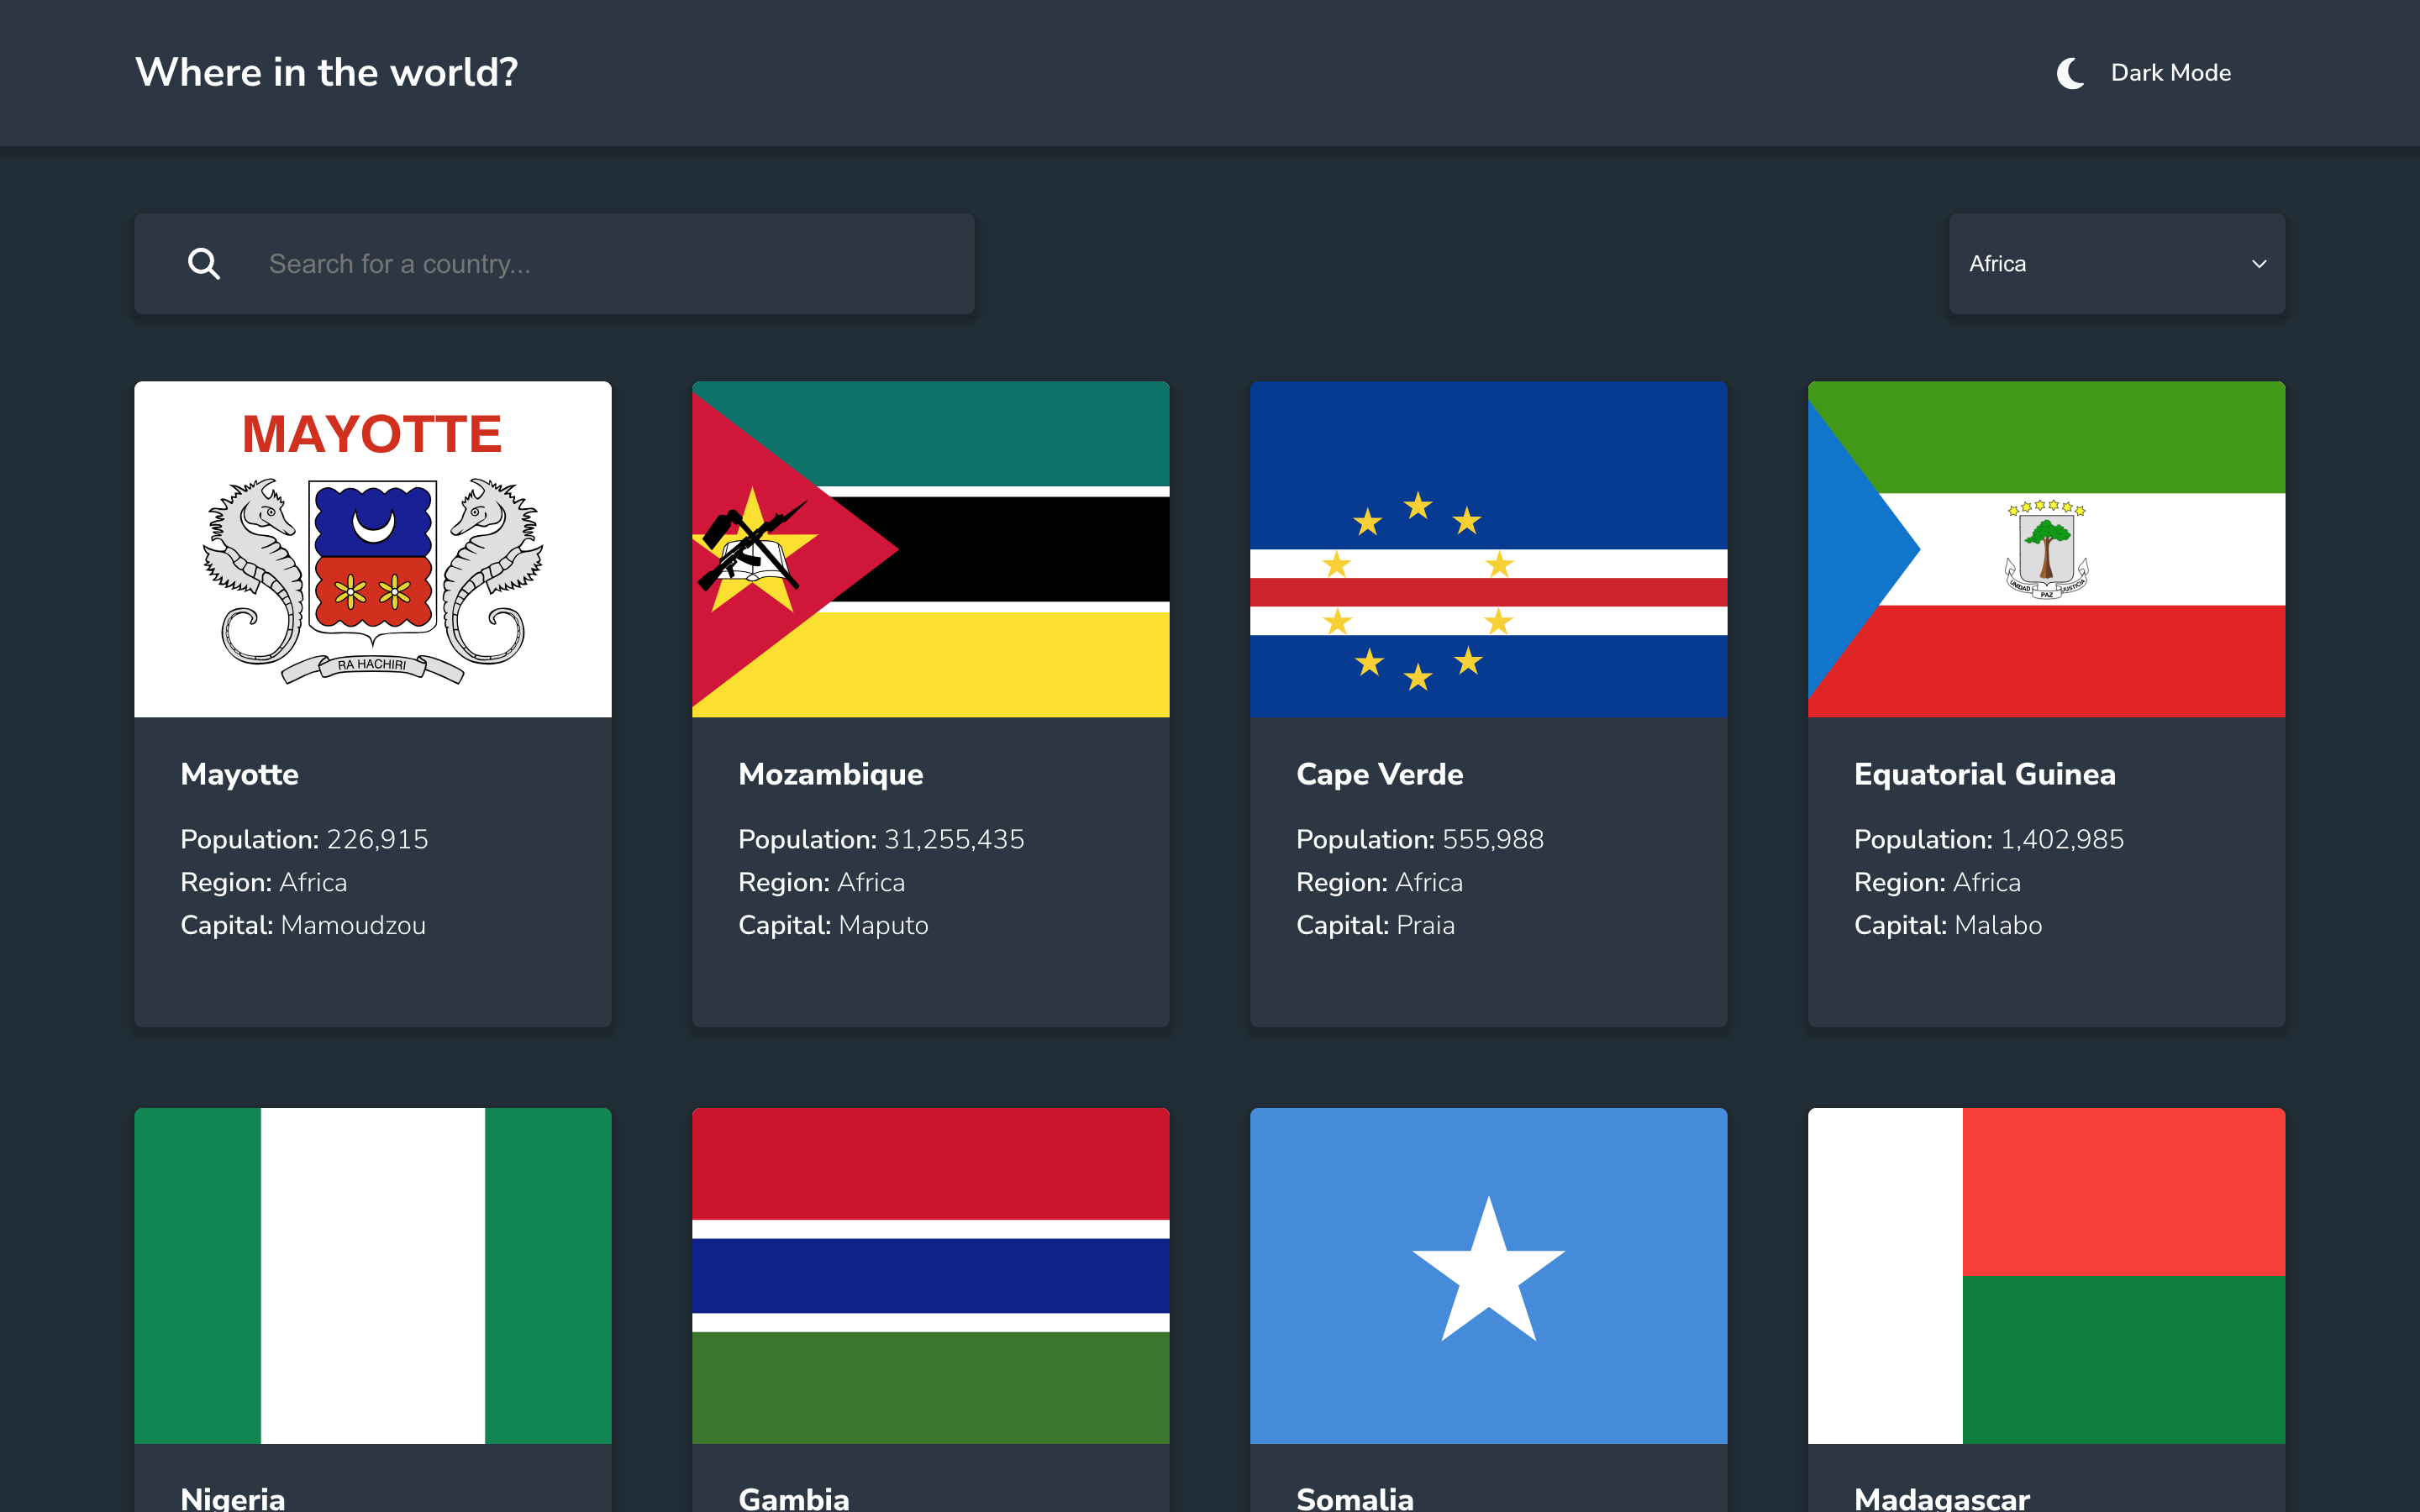 Where in the world?
Dark Mode
Search for a country...
Africa
MAYOTTE
RA HACHIRI
UNIDAD PAZ JUSTICIA
Mayotte
Population: 226,915
Region: Africa
Capital: Mamoudzou
Mozambique
Population: 31,255,435
Region: Africa
Capital: Maputo
Cape Verde
Population: 555,988
Region: Africa
Capital: Praia
Equatorial Guinea
Population: 1,402,985
Region: Africa
Capital: Malabo
Nigeria
Gambia
Somalia
Madagascar